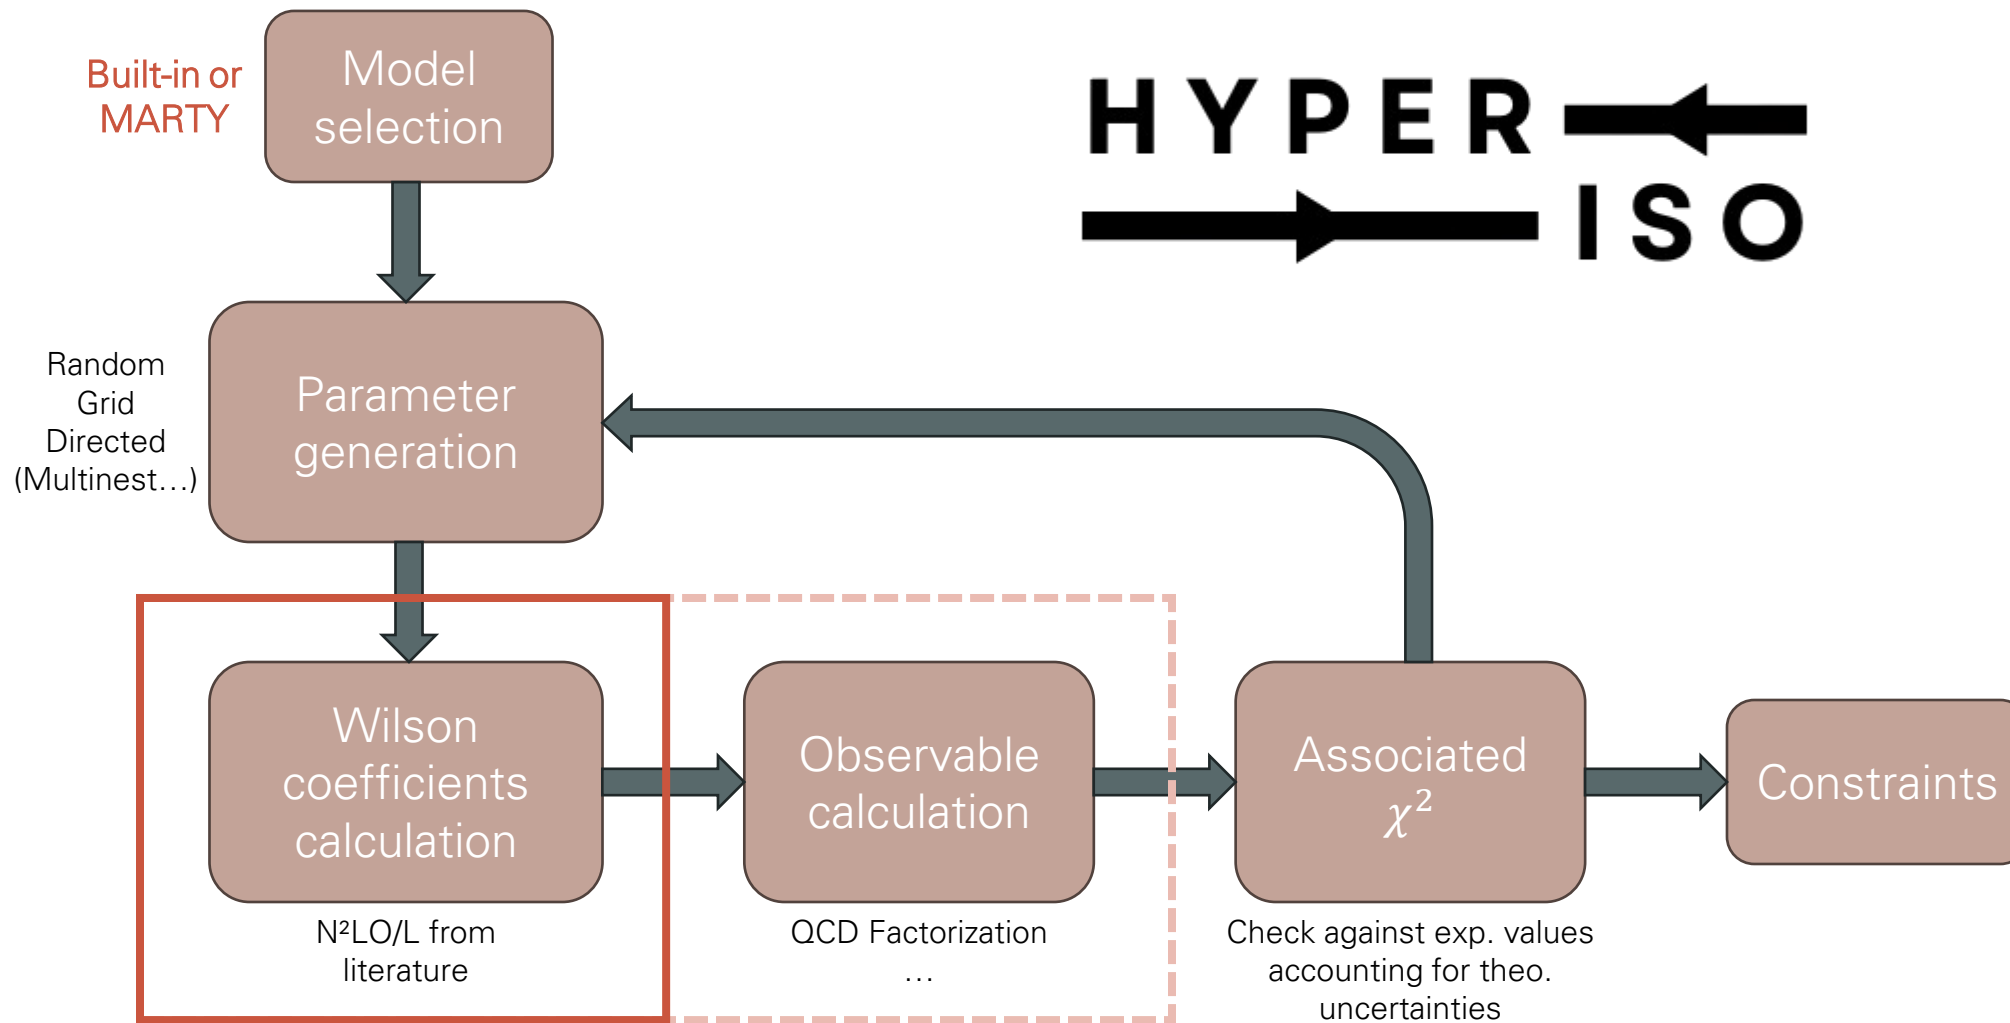 Built-in or
MARTY
Model
selection
HYPER
ISO
Random
Grid
Directed
(Multinest…)
Parameter
generation
Wilson
coefficients
calculation
N²LO/L from
literature
Observable
calculation
QCD Factorization
…
Associated
χ²
Check against exp. values
accounting for theo.
uncertainties
Constraints